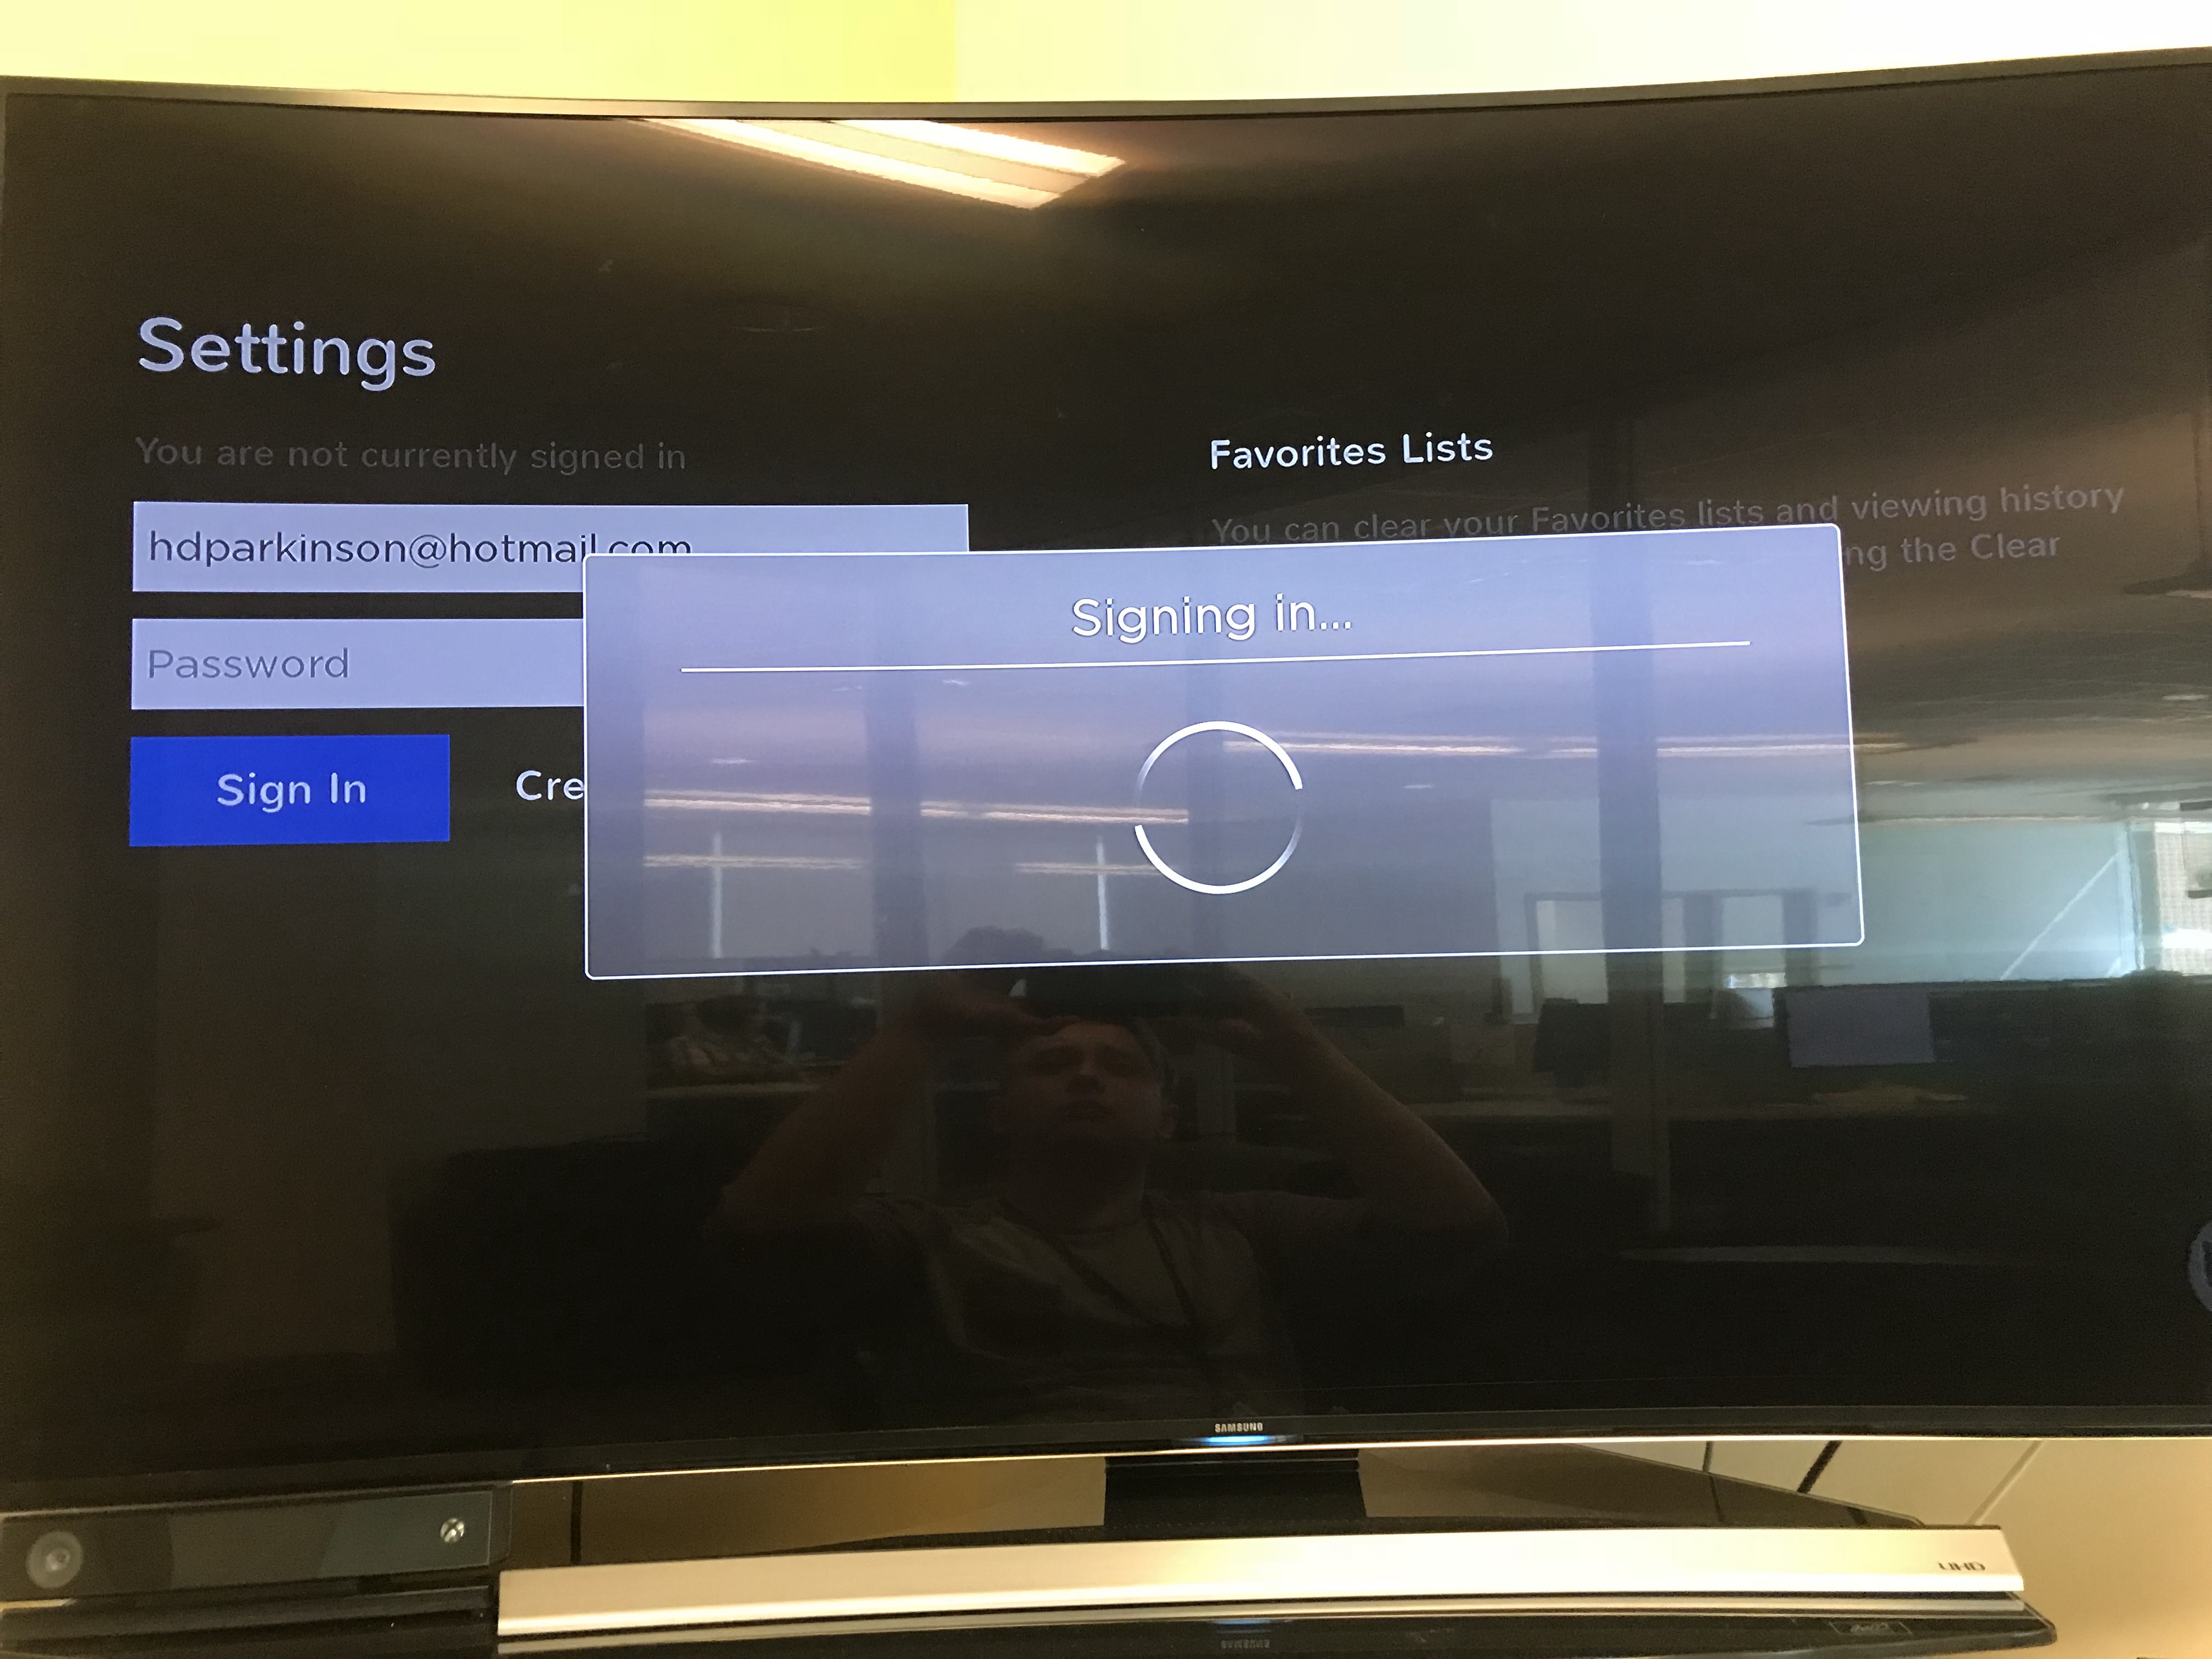 Settings
You are not currently signed in
hdparkinson@hotmail.com
Password
Sign In
Cre
Favorites Lists
You can clear your Favorites lists and viewing history
ng the Clear
Signing in...
SAMSUNG
UHD
SAMSUNG